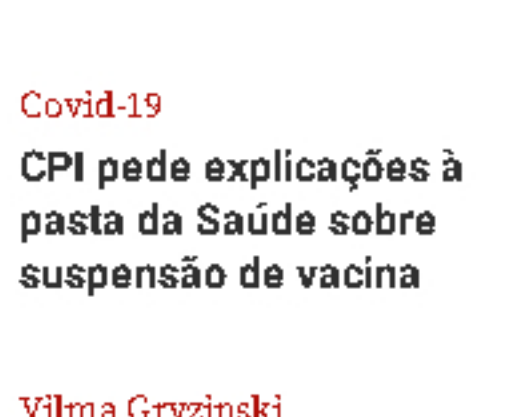 Covid-19
CPI pede explicações à
pasta da Saúde sobre
suspensão de vacina
Vilma Gryzinski